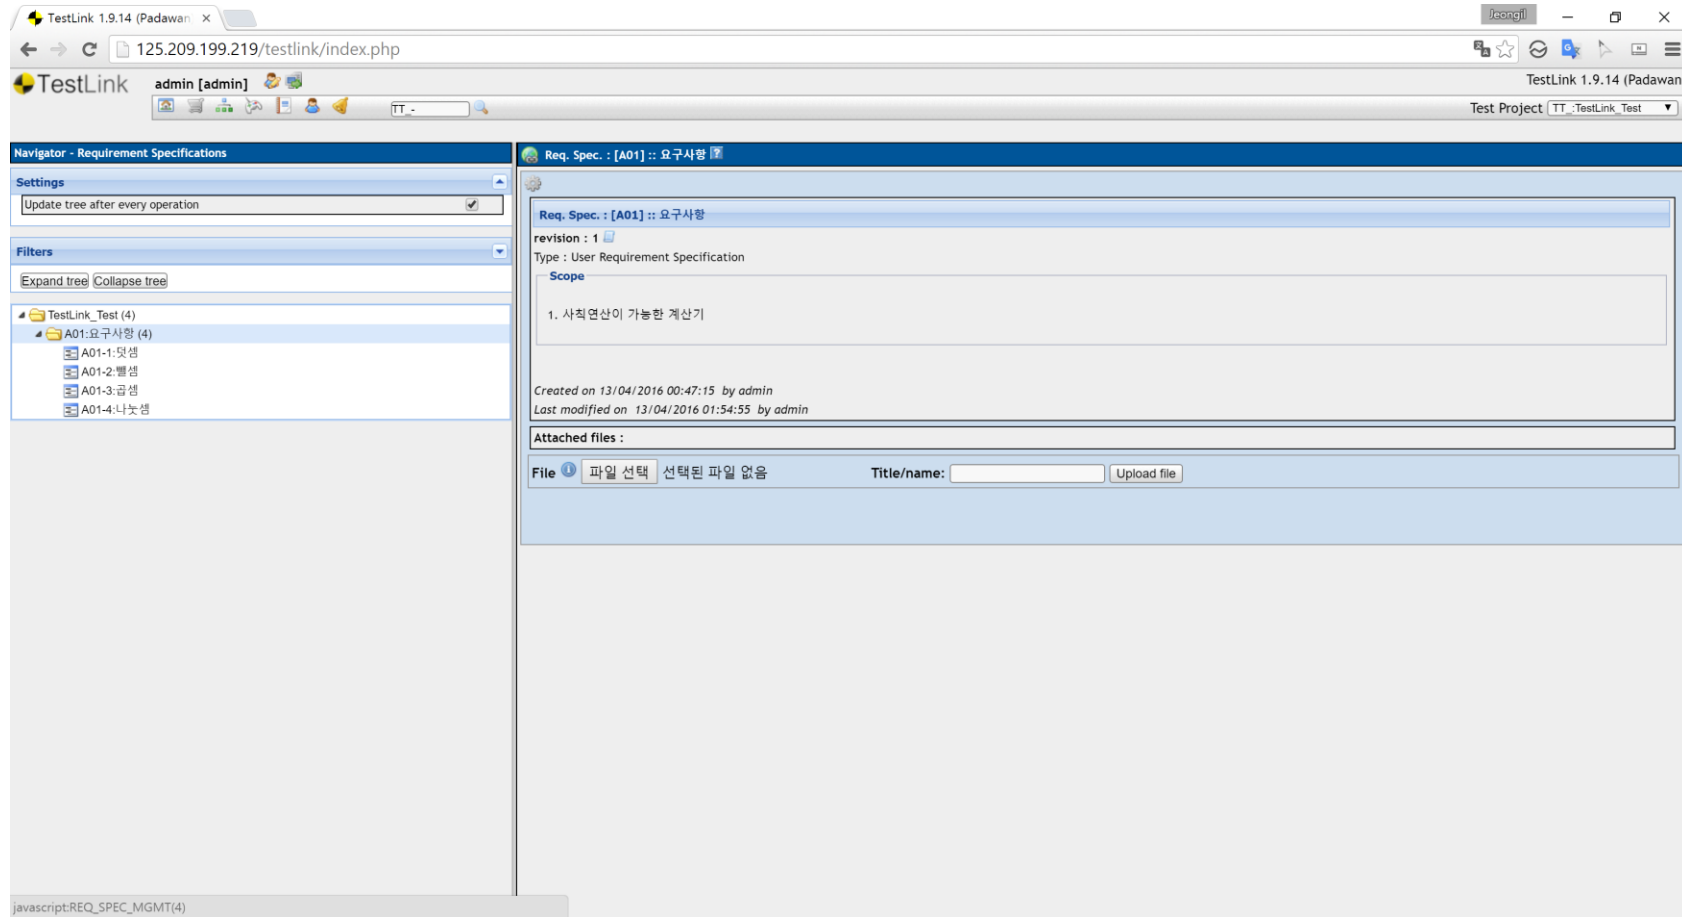 TestLink 1.9.14 (Padawan
Jeongil
125.209.199.219/testlink/index.php
TestLink admin [admin]
TestLink 1.9.14 (Padawan
TT_-
Test Project TT_:TestLink_Test
Navigator - Requirement Specifications
Settings
Update tree after every operation
Filters
Expand tree Collapse tree
TestLink_Test (4)
A01:요구사항 (4)
A01-1:덧셈
A01-2:뺄셈
A01-3:곱셈
A01-4:나눗셈
Req. Spec. : [A01] :: 요구사항 ?
Req. Spec. : [A01] :: 요구사항
revision : 1
Type : User Requirement Specification
Scope
1. 사칙연산이 가능한 계산기
Created on 13/04/2016 00:47:15 by admin
Last modified on 13/04/2016 01:54:55 by admin
Attached files :
File 파일 선택 선택된 파일 없음 Title/name: Upload file
javascript:REQ_SPEC_MGMT(4)